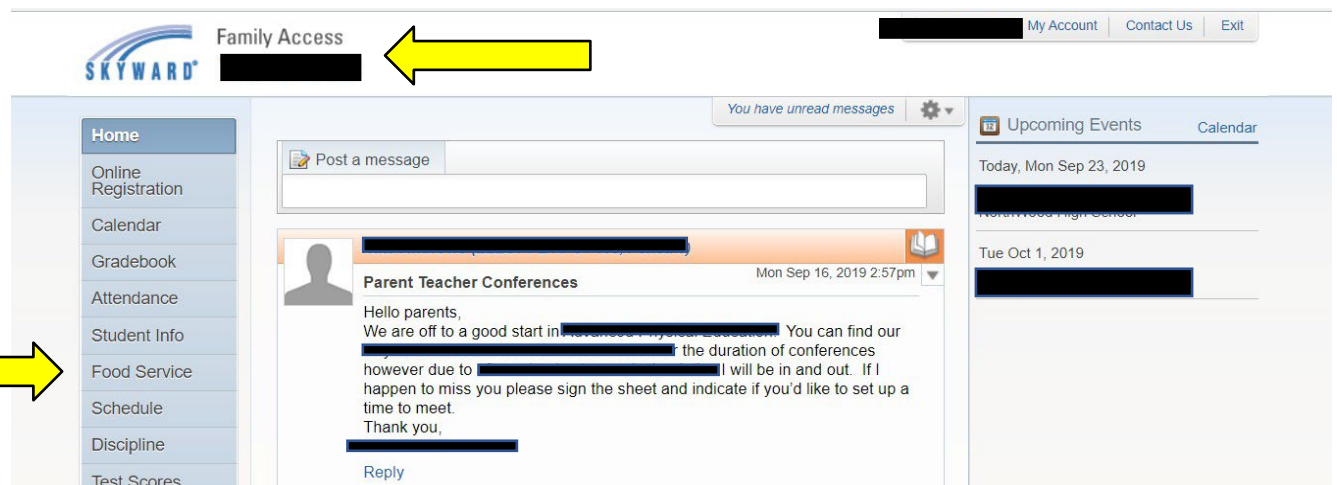 Family Access
SKYWARD
My Account
Contact Us
Exit
You have unread messages
Home
Online
Registration
Calendar
Gradebook
Attendance
Student Info
Food Service
Schedule
Discipline
Test Scores
Post a message
Parent Teacher Conferences
Mon Sep 16, 2019 2:57pm
Hello parents,
We are off to a good start in You can find our
the duration of conferences
however due to I will be in and out. If I
happen to miss you please sign the sheet and indicate if you'd like to set up a
time to meet.
Thank you,
Reply
12
Upcoming Events
Calendar
Today, Mon Sep 23, 2019
Tue Oct 1, 2019